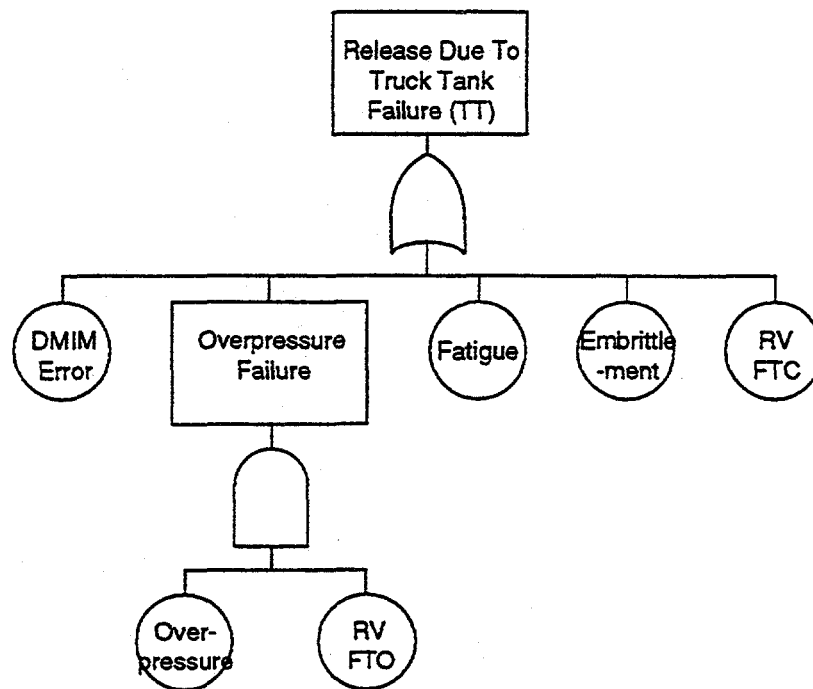 Release Due To
Truck Tank
Failure (TT)
DMIM
Error
Overpressure
Failure
Fatigue
Embrittle
-ment
RV
FTC
Over-
pressure
RV
FTO